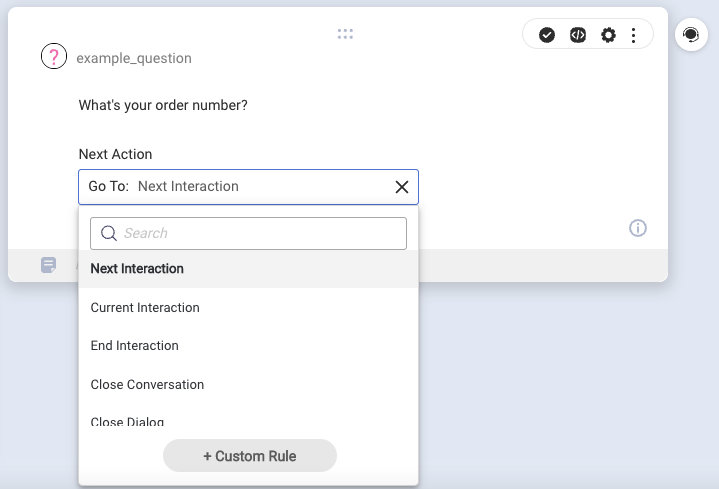 example_question
What's your order number?
Next Action
Go To: Next Interaction
Search
Next Interaction
Current Interaction
End Interaction
Close Conversation
Close Dialog
+ Custom Rule